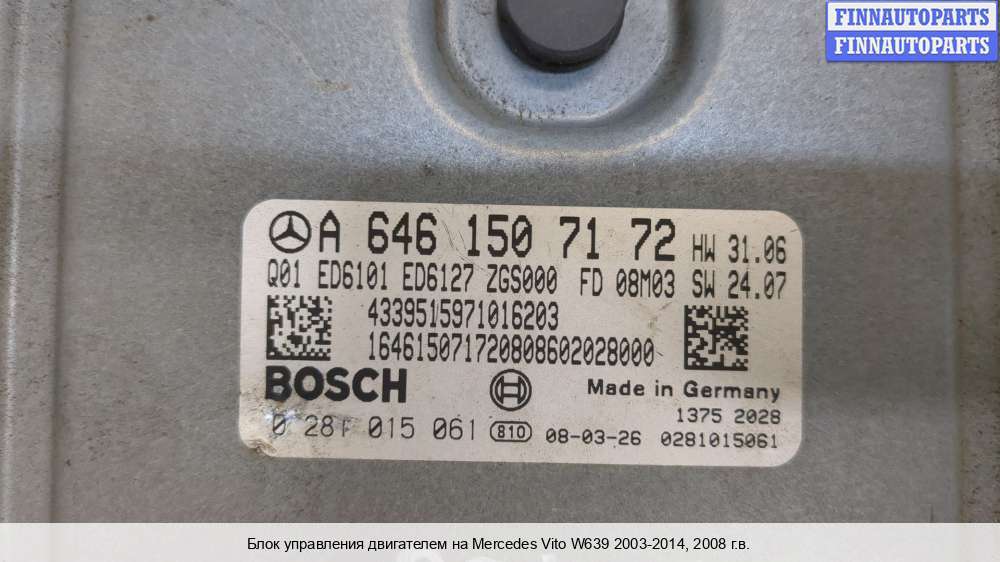 FINNAUTOPARTS
FINNAUTOPARTS
A 646 150 71 72 HW 31.06
Q01 ED6101 ED6127 ZGS000 FD 08M03 SW 24.07
4339515971016203
164615071720808602028000
BOSCH Made in Germany
1375 2028
0 281 015 061 810 08-03-26 0281015061
Блок управления двигателем на Mercedes Vito W639 2003-2014, 2008 г.в.